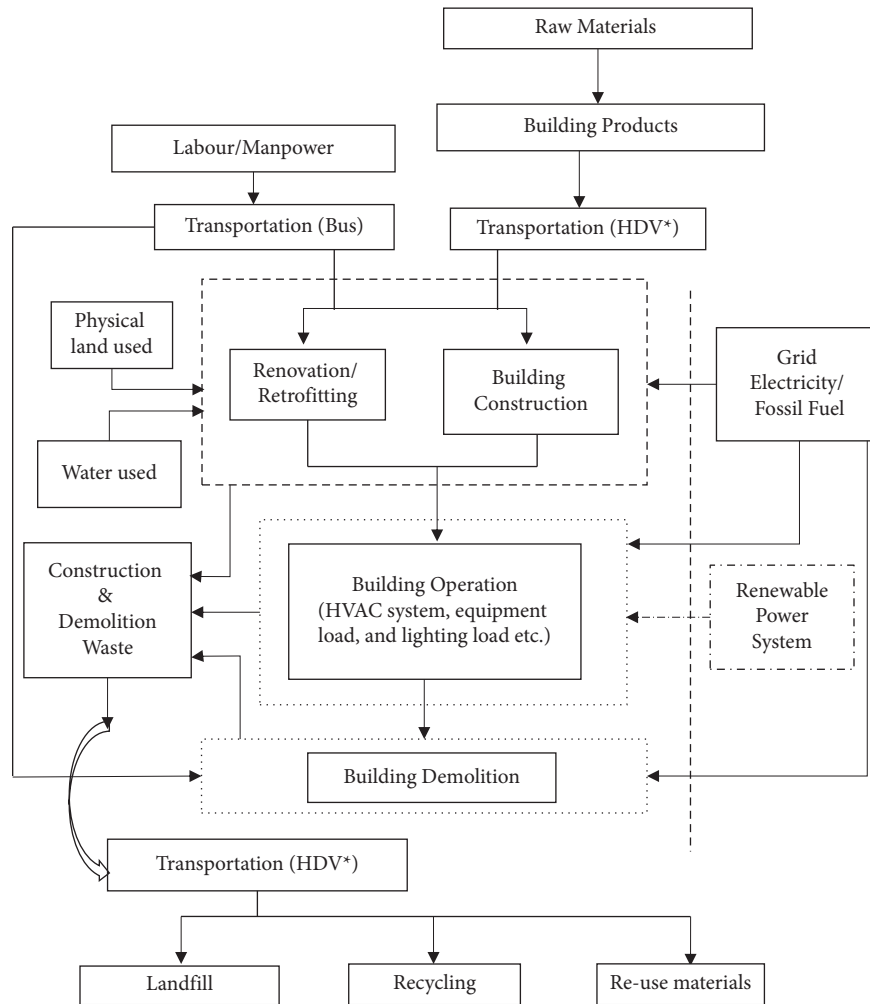 Raw Materials
Building Products
Labour/Manpower
Transportation (Bus)
Transportation (HDV*)
Physical
land used
Renovation/
Retrofitting
Building
Construction
Grid
Electricity/
Fossil Fuel
Water used
Construction
&
Demolition
Waste
Building Operation
(HVAC system, equipment
load, and lighting load etc.)
Renewable
Power
System
Building Demolition
Transportation (HDV*)
Landfill
Recycling
Re-use materials